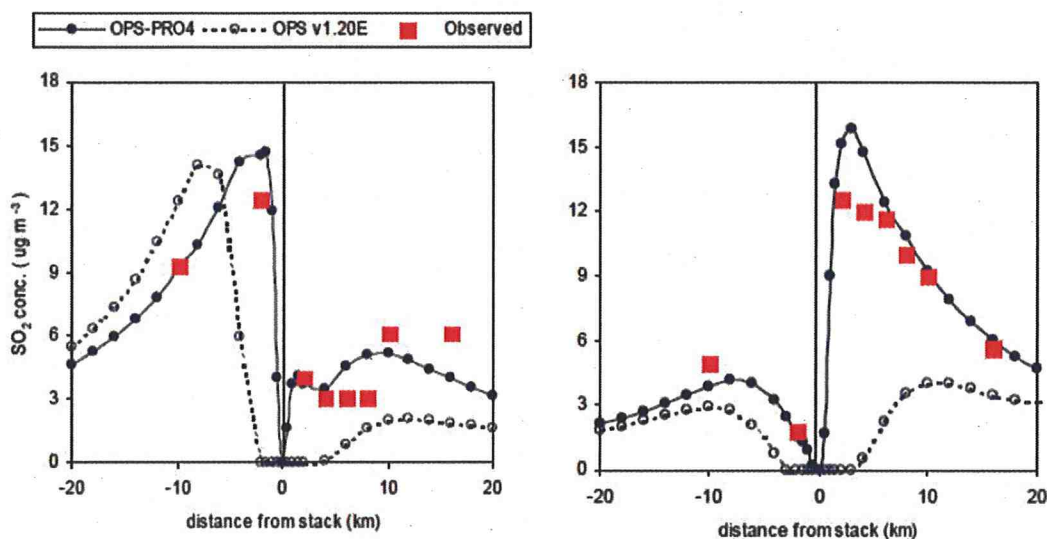 OPS-PRO4 OPS v1.20E Observed
18
15
12
9
6
3
0
SO₂ conc. ( ug m⁻³)
-20 -10 0 10 20
distance from stack (km)
18
15
12
9
6
3
0
-20 -10 0 10 20
distance from stack (km)